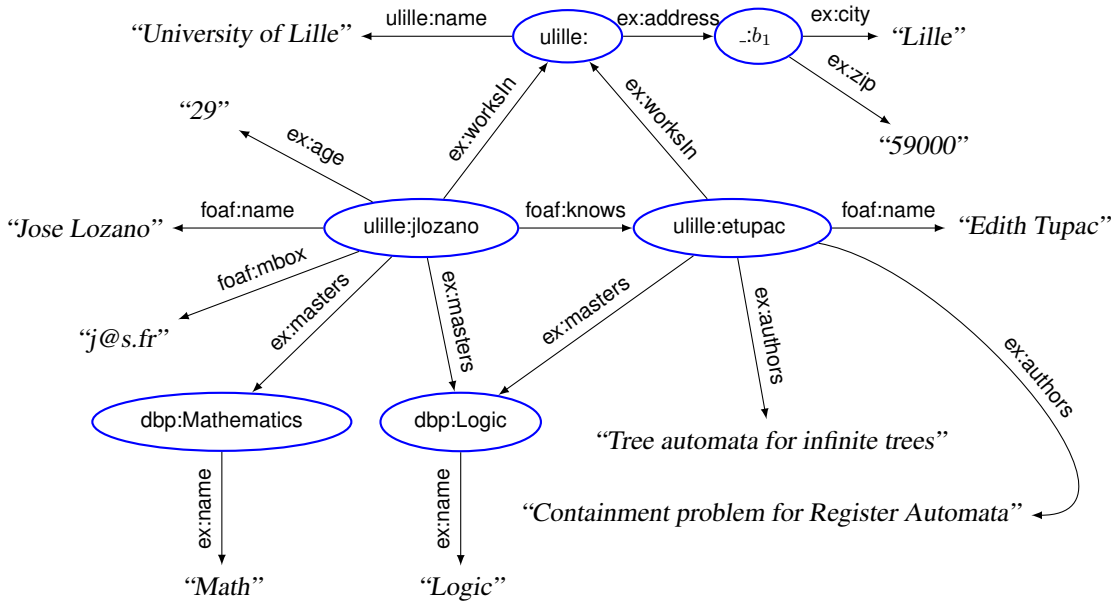 ulille:name
ex:address
ex:city
“University of Lille”
ulille:
_:b1
“Lille”
ex:zip
“29”
ex:age
ex:worksIn
ex:worksIn
“59000”
foaf:name
foaf:knows
foaf:name
“Jose Lozano”
ulille:jlozano
ulille:etupac
“Edith Tupac”
foaf:mbox
ex:masters
ex:masters
ex:masters
ex:authors
ex:authors
“j@s.fr”
dbp:Mathematics
dbp:Logic
“Tree automata for infinite trees”
ex:name
ex:name
“Containment problem for Register Automata”
“Math”
“Logic”